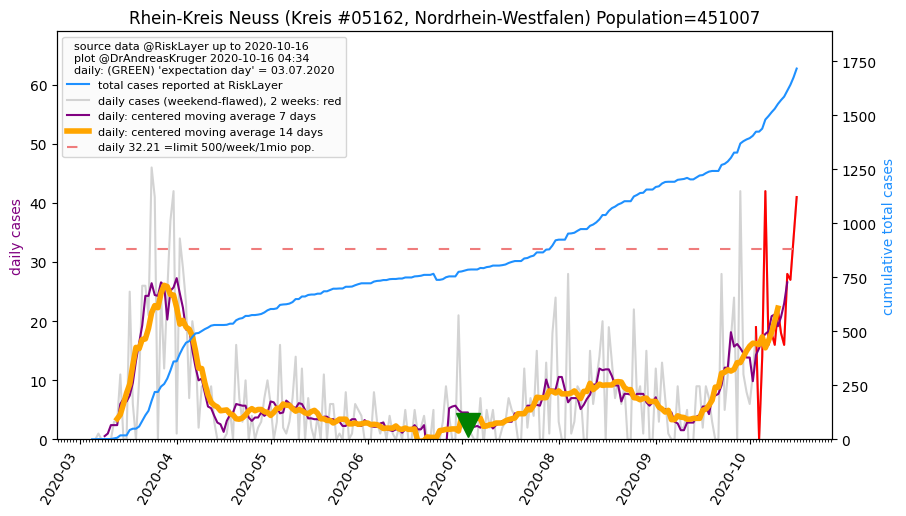 Rhein-Kreis Neuss (Kreis #05162, Nordrhein-Westfalen) Population=451007
source data @RiskLayer up to 2020-10-16
plot @DrAndreasKruger 2020-10-16 04:34
daily: (GREEN) 'expectation day' = 03.07.2020
total cases reported at RiskLayer
daily cases (weekend-flawed), 2 weeks: red
daily: centered moving average 7 days
daily: centered moving average 14 days
daily 32.21 =limit 500/week/1mio pop.
daily cases
60
50
40
30
20
10
0
1750
1500
1250
1000
750
500
250
0
cumulative total cases
2020-03
2020-04
2020-05
2020-06
2020-07
2020-08
2020-09
2020-10